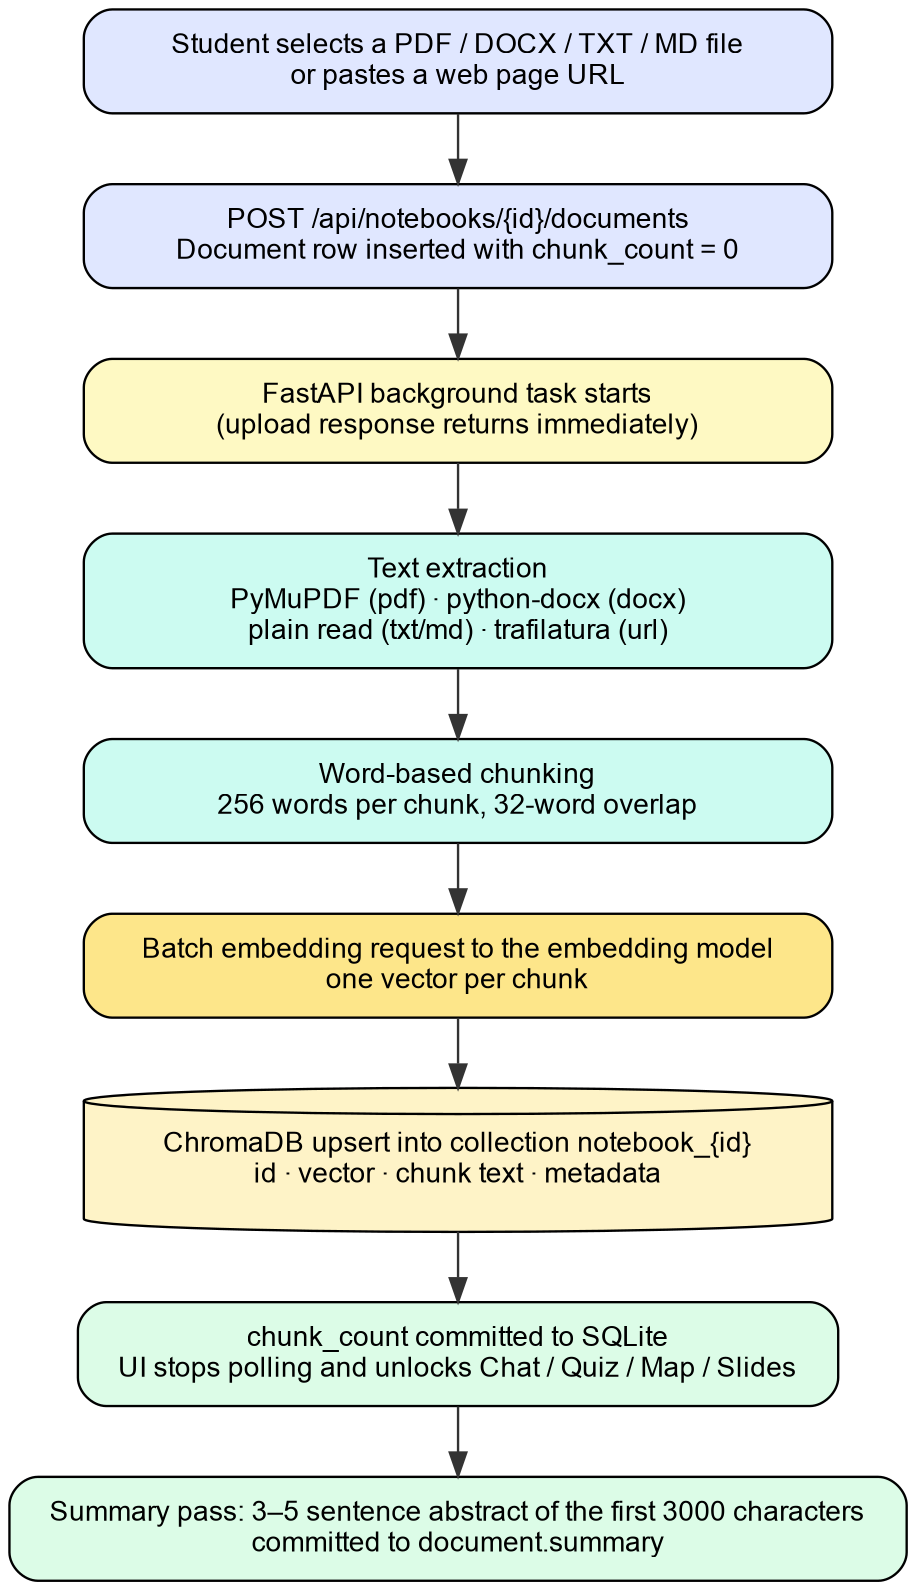 Student selects a PDF / DOCX / TXT / MD file
or pastes a web page URL
POST /api/notebooks/{id}/documents
Document row inserted with chunk_count = 0
FastAPI background task starts
(upload response returns immediately)
Text extraction
PyMuPDF (pdf) · python-docx (docx)
plain read (txt/md) · trafilatura (url)
Word-based chunking
256 words per chunk, 32-word overlap
Batch embedding request to the embedding model
one vector per chunk
ChromaDB upsert into collection notebook_{id}
id · vector · chunk text · metadata
chunk_count committed to SQLite
UI stops polling and unlocks Chat / Quiz / Map / Slides
Summary pass: 3–5 sentence abstract of the first 3000 characters
committed to document.summary